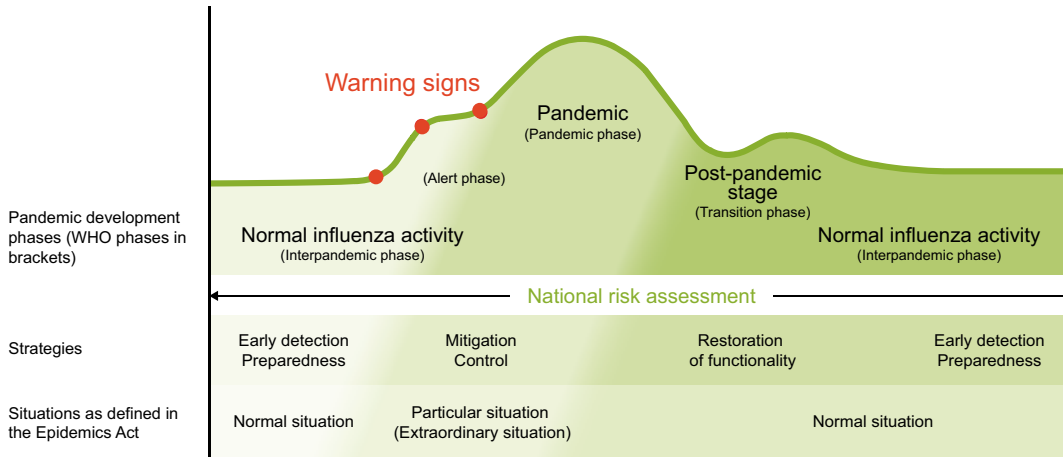 Warning signs
Pandemic
(Pandemic phase)
(Alert phase)
Post-pandemic
stage
(Transition phase)
Pandemic development
phases (WHO phases in
brackets)
Normal influenza activity
(Interpandemic phase)
Normal influenza activity
(Interpandemic phase)
National risk assessment
Strategies
Early detection
Preparedness
Mitigation
Control
Restoration
of functionality
Early detection
Preparedness
Situations as defined in
the Epidemics Act
Normal situation
Particular situation
(Extraordinary situation)
Normal situation